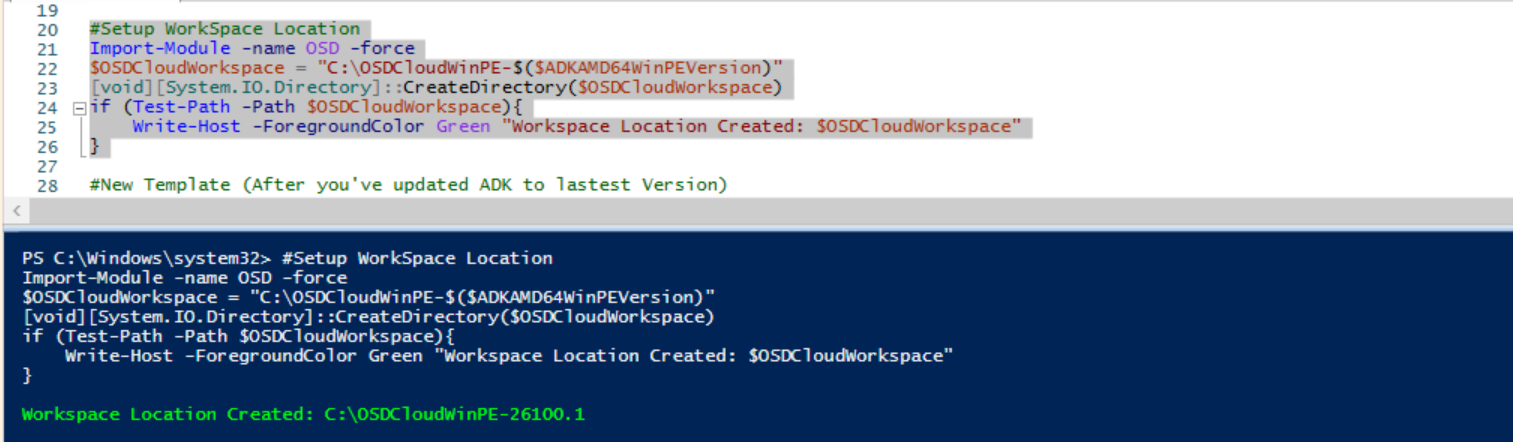 19
20 #Setup WorkSpace Location
21 Import-Module -name OSD -force
22 $OSDCloudWorkspace = "C:\OSDCloudWinPE-$($ADKAMD64WinPEVersion)"
23 [void][System.IO.Directory]::CreateDirectory($OSDCloudWorkspace)
24 if (Test-Path -Path $OSDCloudWorkspace){
25     Write-Host -ForegroundColor Green "Workspace Location Created: $OSDCloudWorkspace"
26 }
27
28 #New Template (After you've updated ADK to lastest Version)
PS C:\Windows\system32> #Setup WorkSpace Location
Import-Module -name OSD -force
$OSDCloudWorkspace = "C:\OSDCloudWinPE-$($ADKAMD64WinPEVersion)"
[void][System.IO.Directory]::CreateDirectory($OSDCloudWorkspace)
if (Test-Path -Path $OSDCloudWorkspace){
    Write-Host -ForegroundColor Green "Workspace Location Created: $OSDCloudWorkspace"
}
Workspace Location Created: C:\OSDCloudWinPE-26100.1